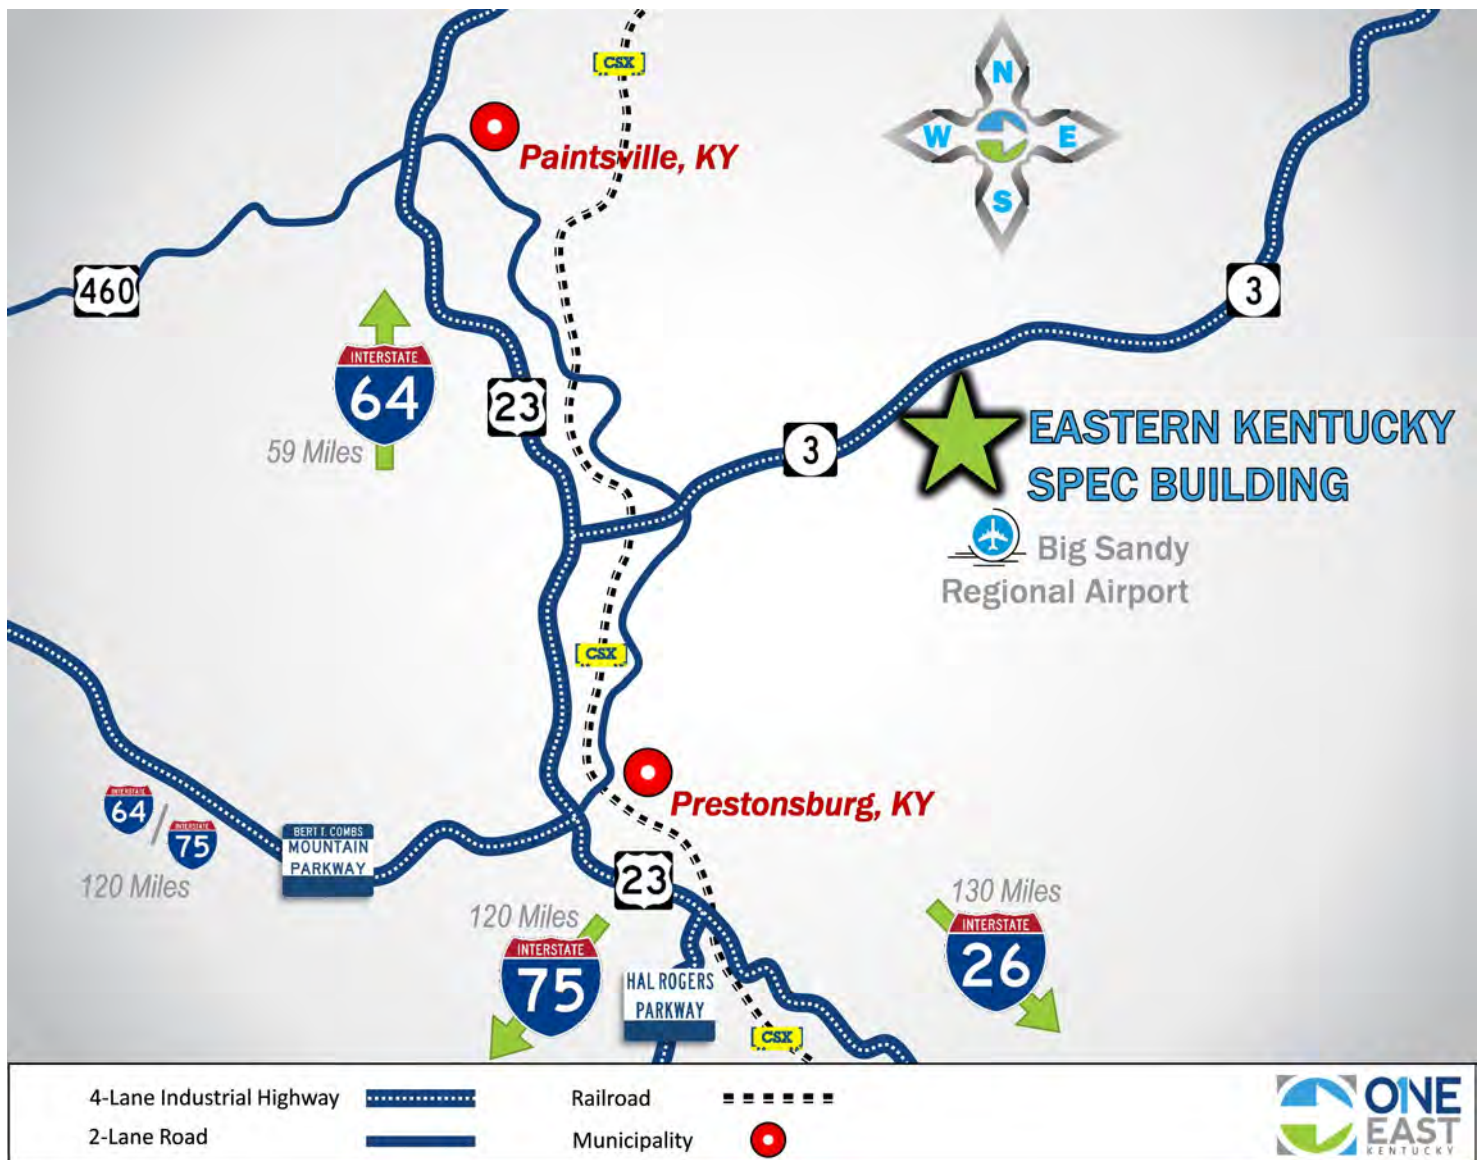 CSX
N
W
E
S
Paintsville, KY
460
3
INTERSTATE
64
59 Miles
23
3
EASTERN KENTUCKY
SPEC BUILDING
Big Sandy
Regional Airport
CSX
Prestonsburg, KY
INTERSTATE
64
/
INTERSTATE
75
120 Miles
BERT T. COMBS
MOUNTAIN
PARKWAY
23
120 Miles
INTERSTATE
75
HAL ROGERS
PARKWAY
130 Miles
INTERSTATE
26
CSX
4-Lane Industrial Highway
Railroad
2-Lane Road
Municipality
ONE
EAST
KENTUCKY